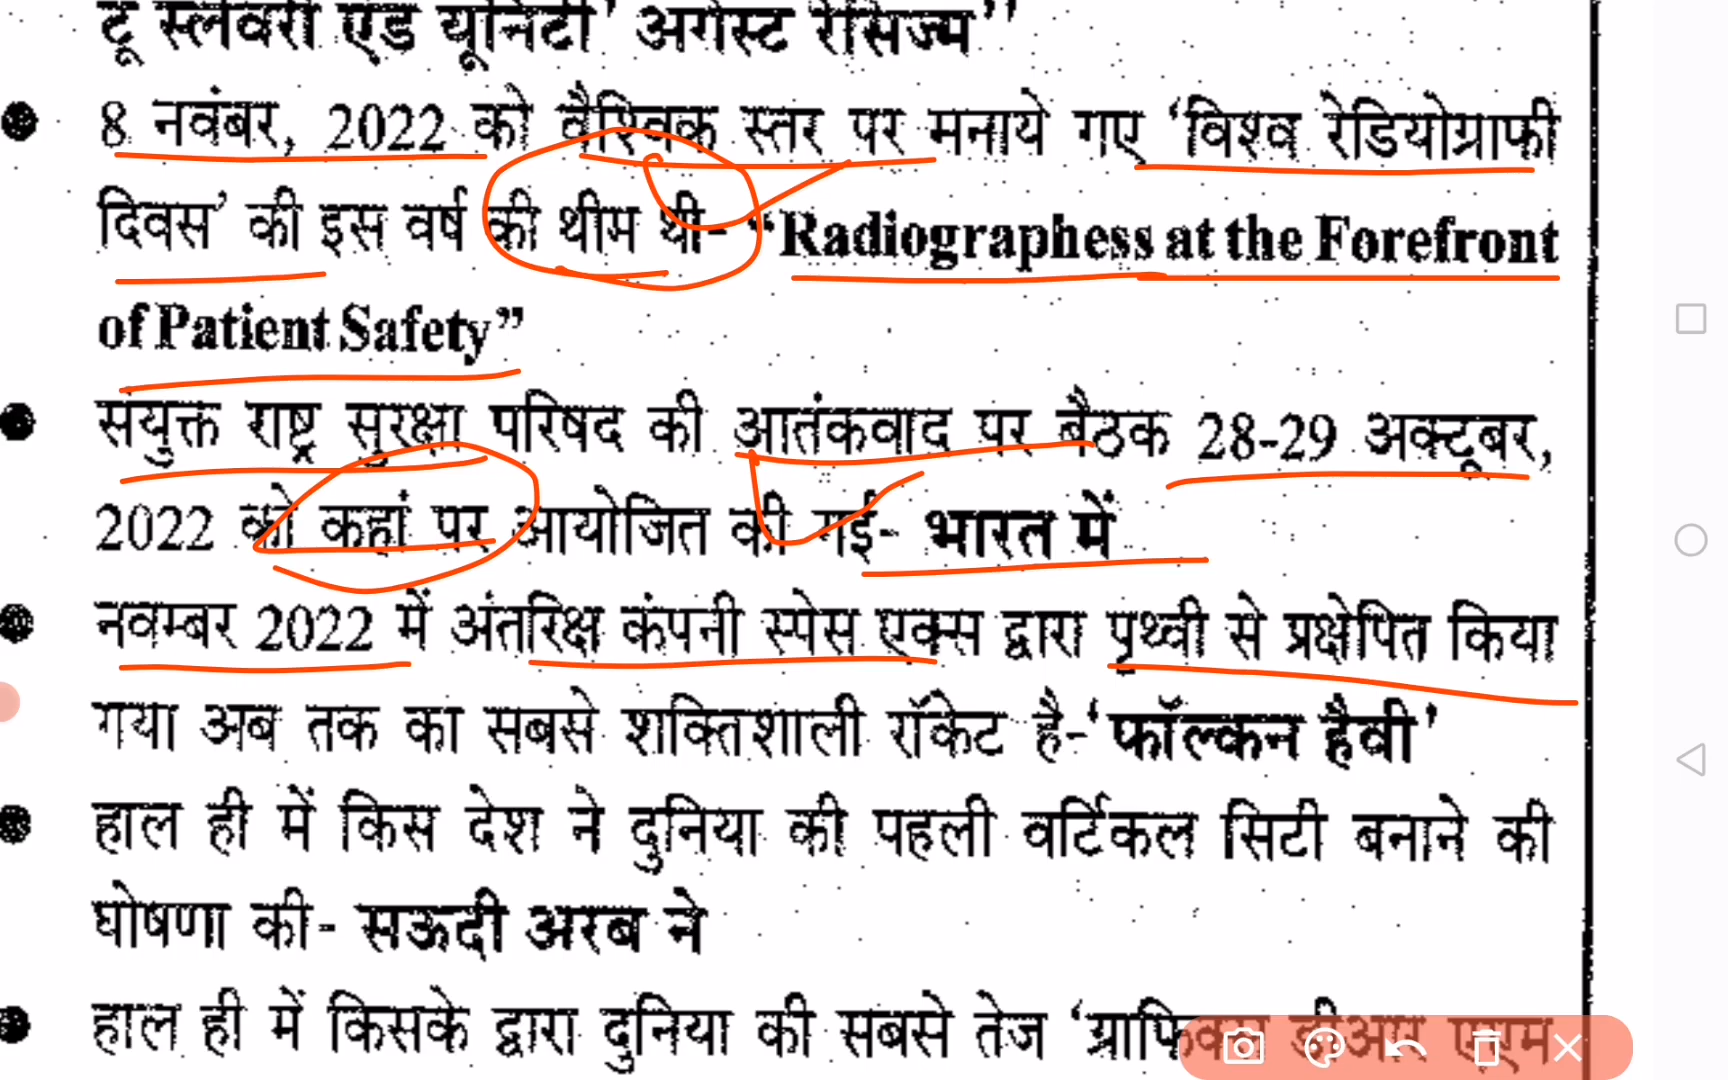 टू स्लेवरी एंड यूनिटी' अगेंस्ट रेसिज्म''
8 नवंबर, 2022 को वैश्विक स्तर पर मनाये गए 'विश्व रेडियोग्राफी
दिवस' की इस वर्ष की थीम थी- “Radiographess at the Forefront
of Patient Safety”
संयुक्त राष्ट्र सुरक्षा परिषद की आतंकवाद पर बैठक 28-29 अक्टूबर,
2022 को कहां पर आयोजित की गई- भारत में
नवम्बर 2022 में अंतरिक्ष कंपनी स्पेस एक्स द्वारा पृथ्वी से प्रक्षेपित किया
गया अब तक का सबसे शक्तिशाली रॉकेट है-'फॉल्कन हैवी'
हाल ही में किस देश ने दुनिया की पहली वर्टिकल सिटी बनाने की
घोषणा की- सऊदी अरब ने
हाल ही में किसके द्वारा दुनिया की सबसे तेज 'ग्राफिक्स डीआर एएम